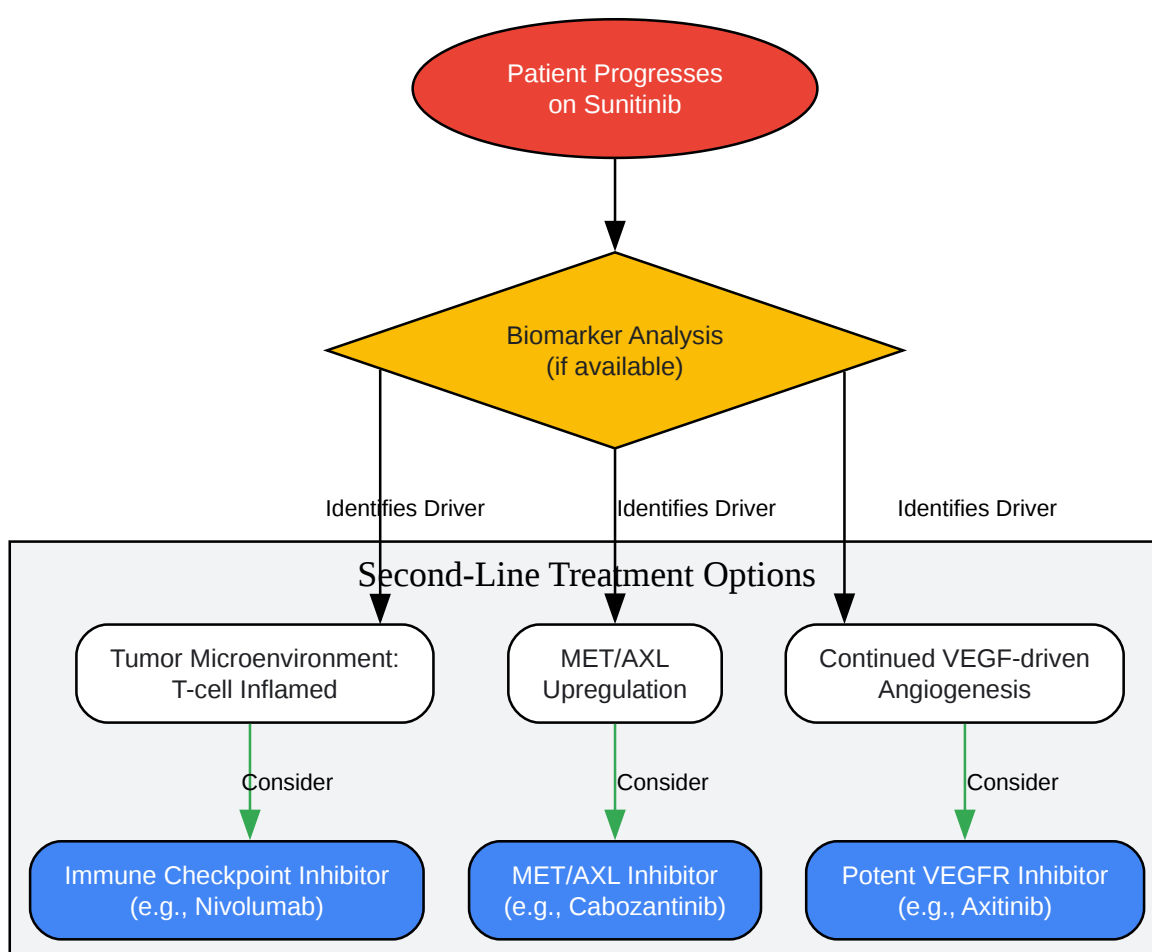 Patient Progresses
on Sunitinib
Biomarker Analysis
(if available)
Identifies Driver
Identifies Driver
Identifies Driver
Second-Line Treatment Options
Tumor Microenvironment:
T-cell Inflamed
MET/AXL
Upregulation
Continued VEGF-driven
Angiogenesis
Consider
Consider
Consider
Immune Checkpoint Inhibitor
(e.g., Nivolumab)
MET/AXL Inhibitor
(e.g., Cabozantinib)
Potent VEGFR Inhibitor
(e.g., Axitinib)